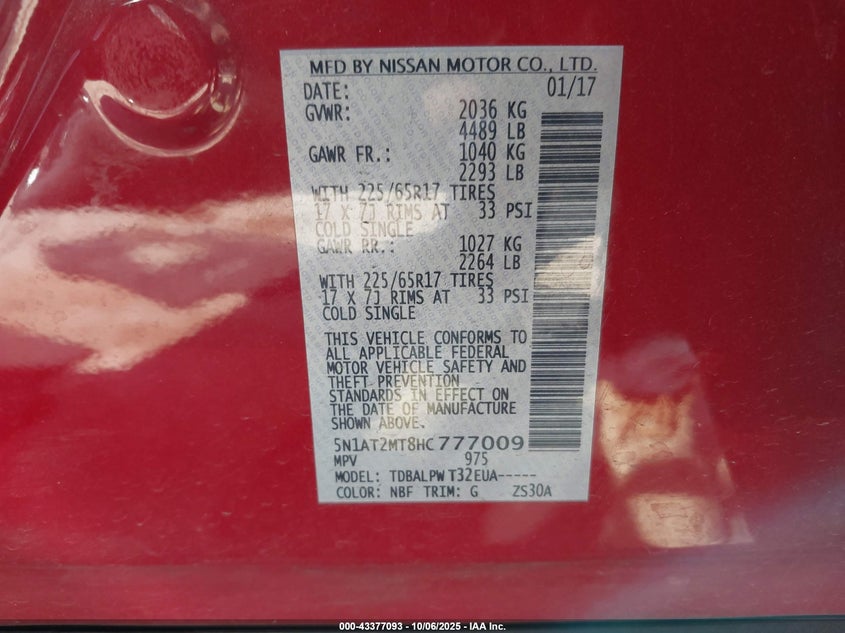 MFD BY NISSAN MOTOR CO., LTD.
DATE: 01/17
GVWR: 2036 KG
4489 LB
GAWR FR.: 1040 KG
2293 LB
WITH 225/65R17 TIRES
17 X 7J RIMS AT 33 PSI
COLD SINGLE
GAWR RR.: 1027 KG
2264 LB
WITH 225/65R17 TIRES
17 X 7J RIMS AT 33 PSI
COLD SINGLE
THIS VEHICLE CONFORMS TO
ALL APPLICABLE FEDERAL
MOTOR VEHICLE SAFETY AND
THEFT PREVENTION
STANDARDS IN EFFECT ON
THE DATE OF MANUFACTURE
SHOWN ABOVE.
5N1AT2MT8HC777009
MPV 975
MODEL: TDBALPW T32EUA-----
COLOR: NBF TRIM: G ZS30A
000-43377093 - 10/06/2025 - IAA Inc.